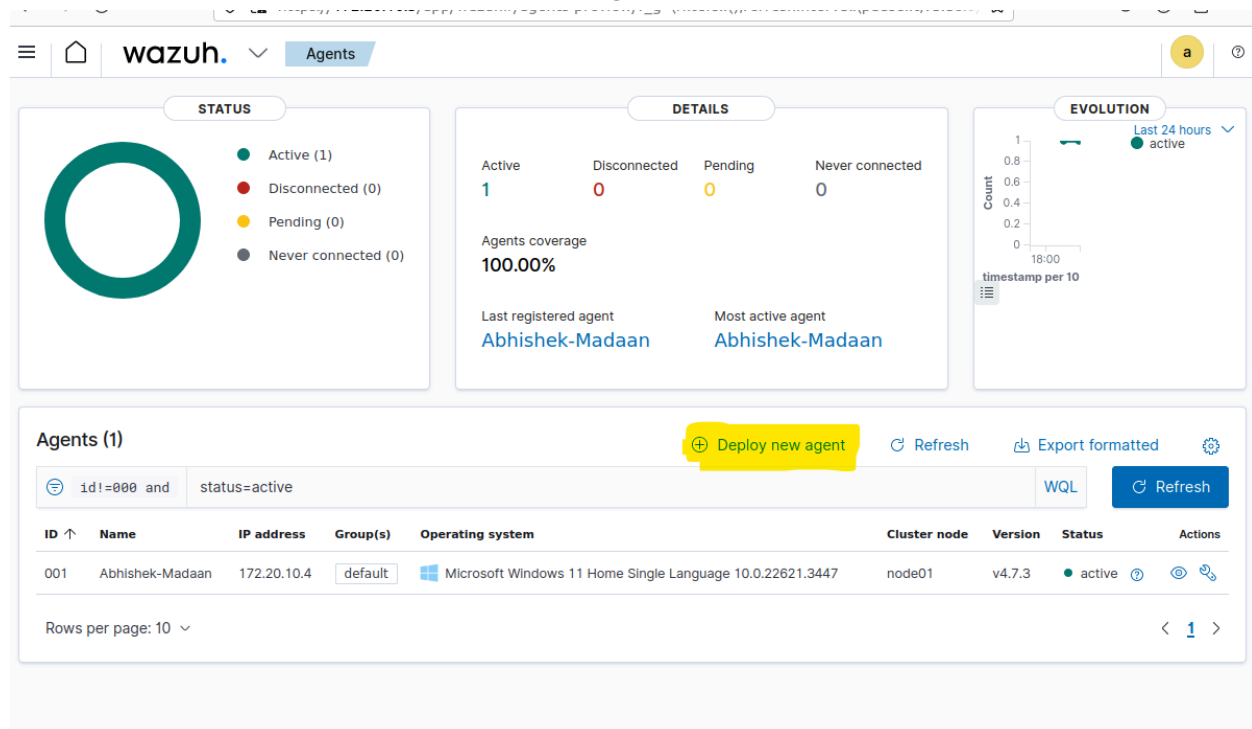 wazuh.
Agents
a
STATUS
Active (1)
Disconnected (0)
Pending (0)
Never connected (0)
DETAILS
Active Disconnected Pending Never connected
1 0 0 0
Agents coverage
100.00%
Last registered agent Most active agent
Abhishek-Madaan Abhishek-Madaan
EVOLUTION
Last 24 hours
active
Count
1
0.8
0.6
0.4
0.2
0
18:00
timestamp per 10
Agents (1)
Deploy new agent Refresh Export formatted
id!=000 and status=active WQL Refresh
ID Name IP address Group(s) Operating system Cluster node Version Status Actions
001 Abhishek-Madaan 172.20.10.4 default Microsoft Windows 11 Home Single Language 10.0.22621.3447 node01 v4.7.3 active
Rows per page: 10
1